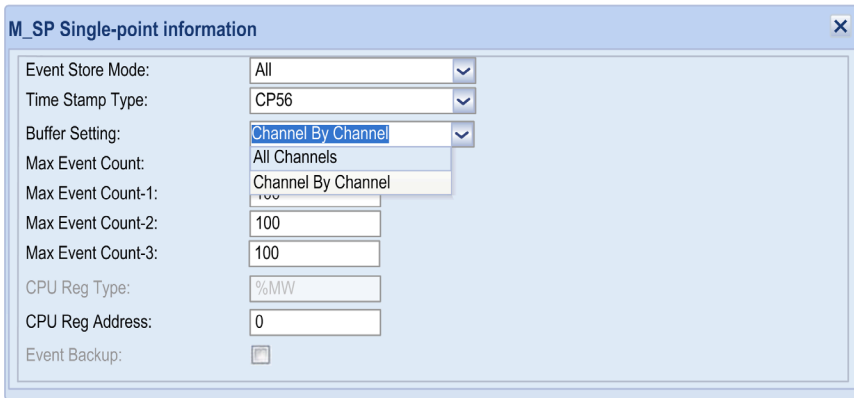 M_SP Single-point information
Event Store Mode: All
Time Stamp Type: CP56
Buffer Setting: Channel By Channel
All Channels
Max Event Count:
Channel By Channel
Max Event Count-1: 100
Max Event Count-2: 100
Max Event Count-3: 100
CPU Reg Type: %MW
CPU Reg Address: 0
Event Backup: